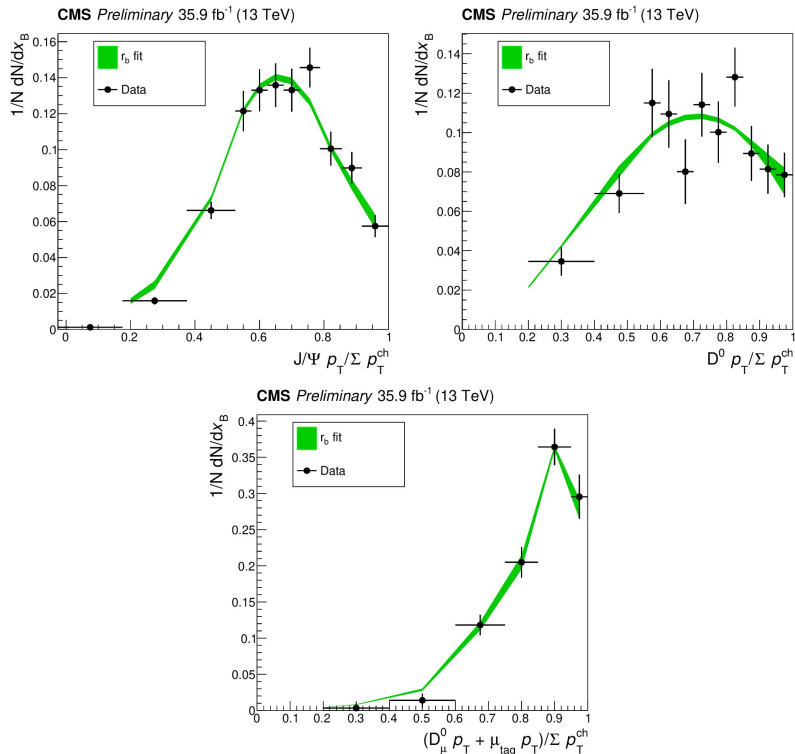 CMS Preliminary 35.9 fb⁻¹ (13 TeV)
1/N dN/dx_B
r_b fit
Data
0.16
0.14
0.12
0.1
0.08
0.06
0.04
0.02
0
0 0.2 0.4 0.6 0.8 1
J/Ψ p_T/Σ p_T^ch
CMS Preliminary 35.9 fb⁻¹ (13 TeV)
1/N dN/dx_B
r_b fit
Data
0.14
0.12
0.1
0.08
0.06
0.04
0.02
0
0 0.1 0.2 0.3 0.4 0.5 0.6 0.7 0.8 0.9 1
D⁰ p_T/Σ p_T^ch
CMS Preliminary 35.9 fb⁻¹ (13 TeV)
1/N dN/dx_B
r_b fit
Data
0.4
0.35
0.3
0.25
0.2
0.15
0.1
0.05
0
0 0.1 0.2 0.3 0.4 0.5 0.6 0.7 0.8 0.9 1
(D⁰_μ p_T + μ_tag p_T)/Σ p_T^ch